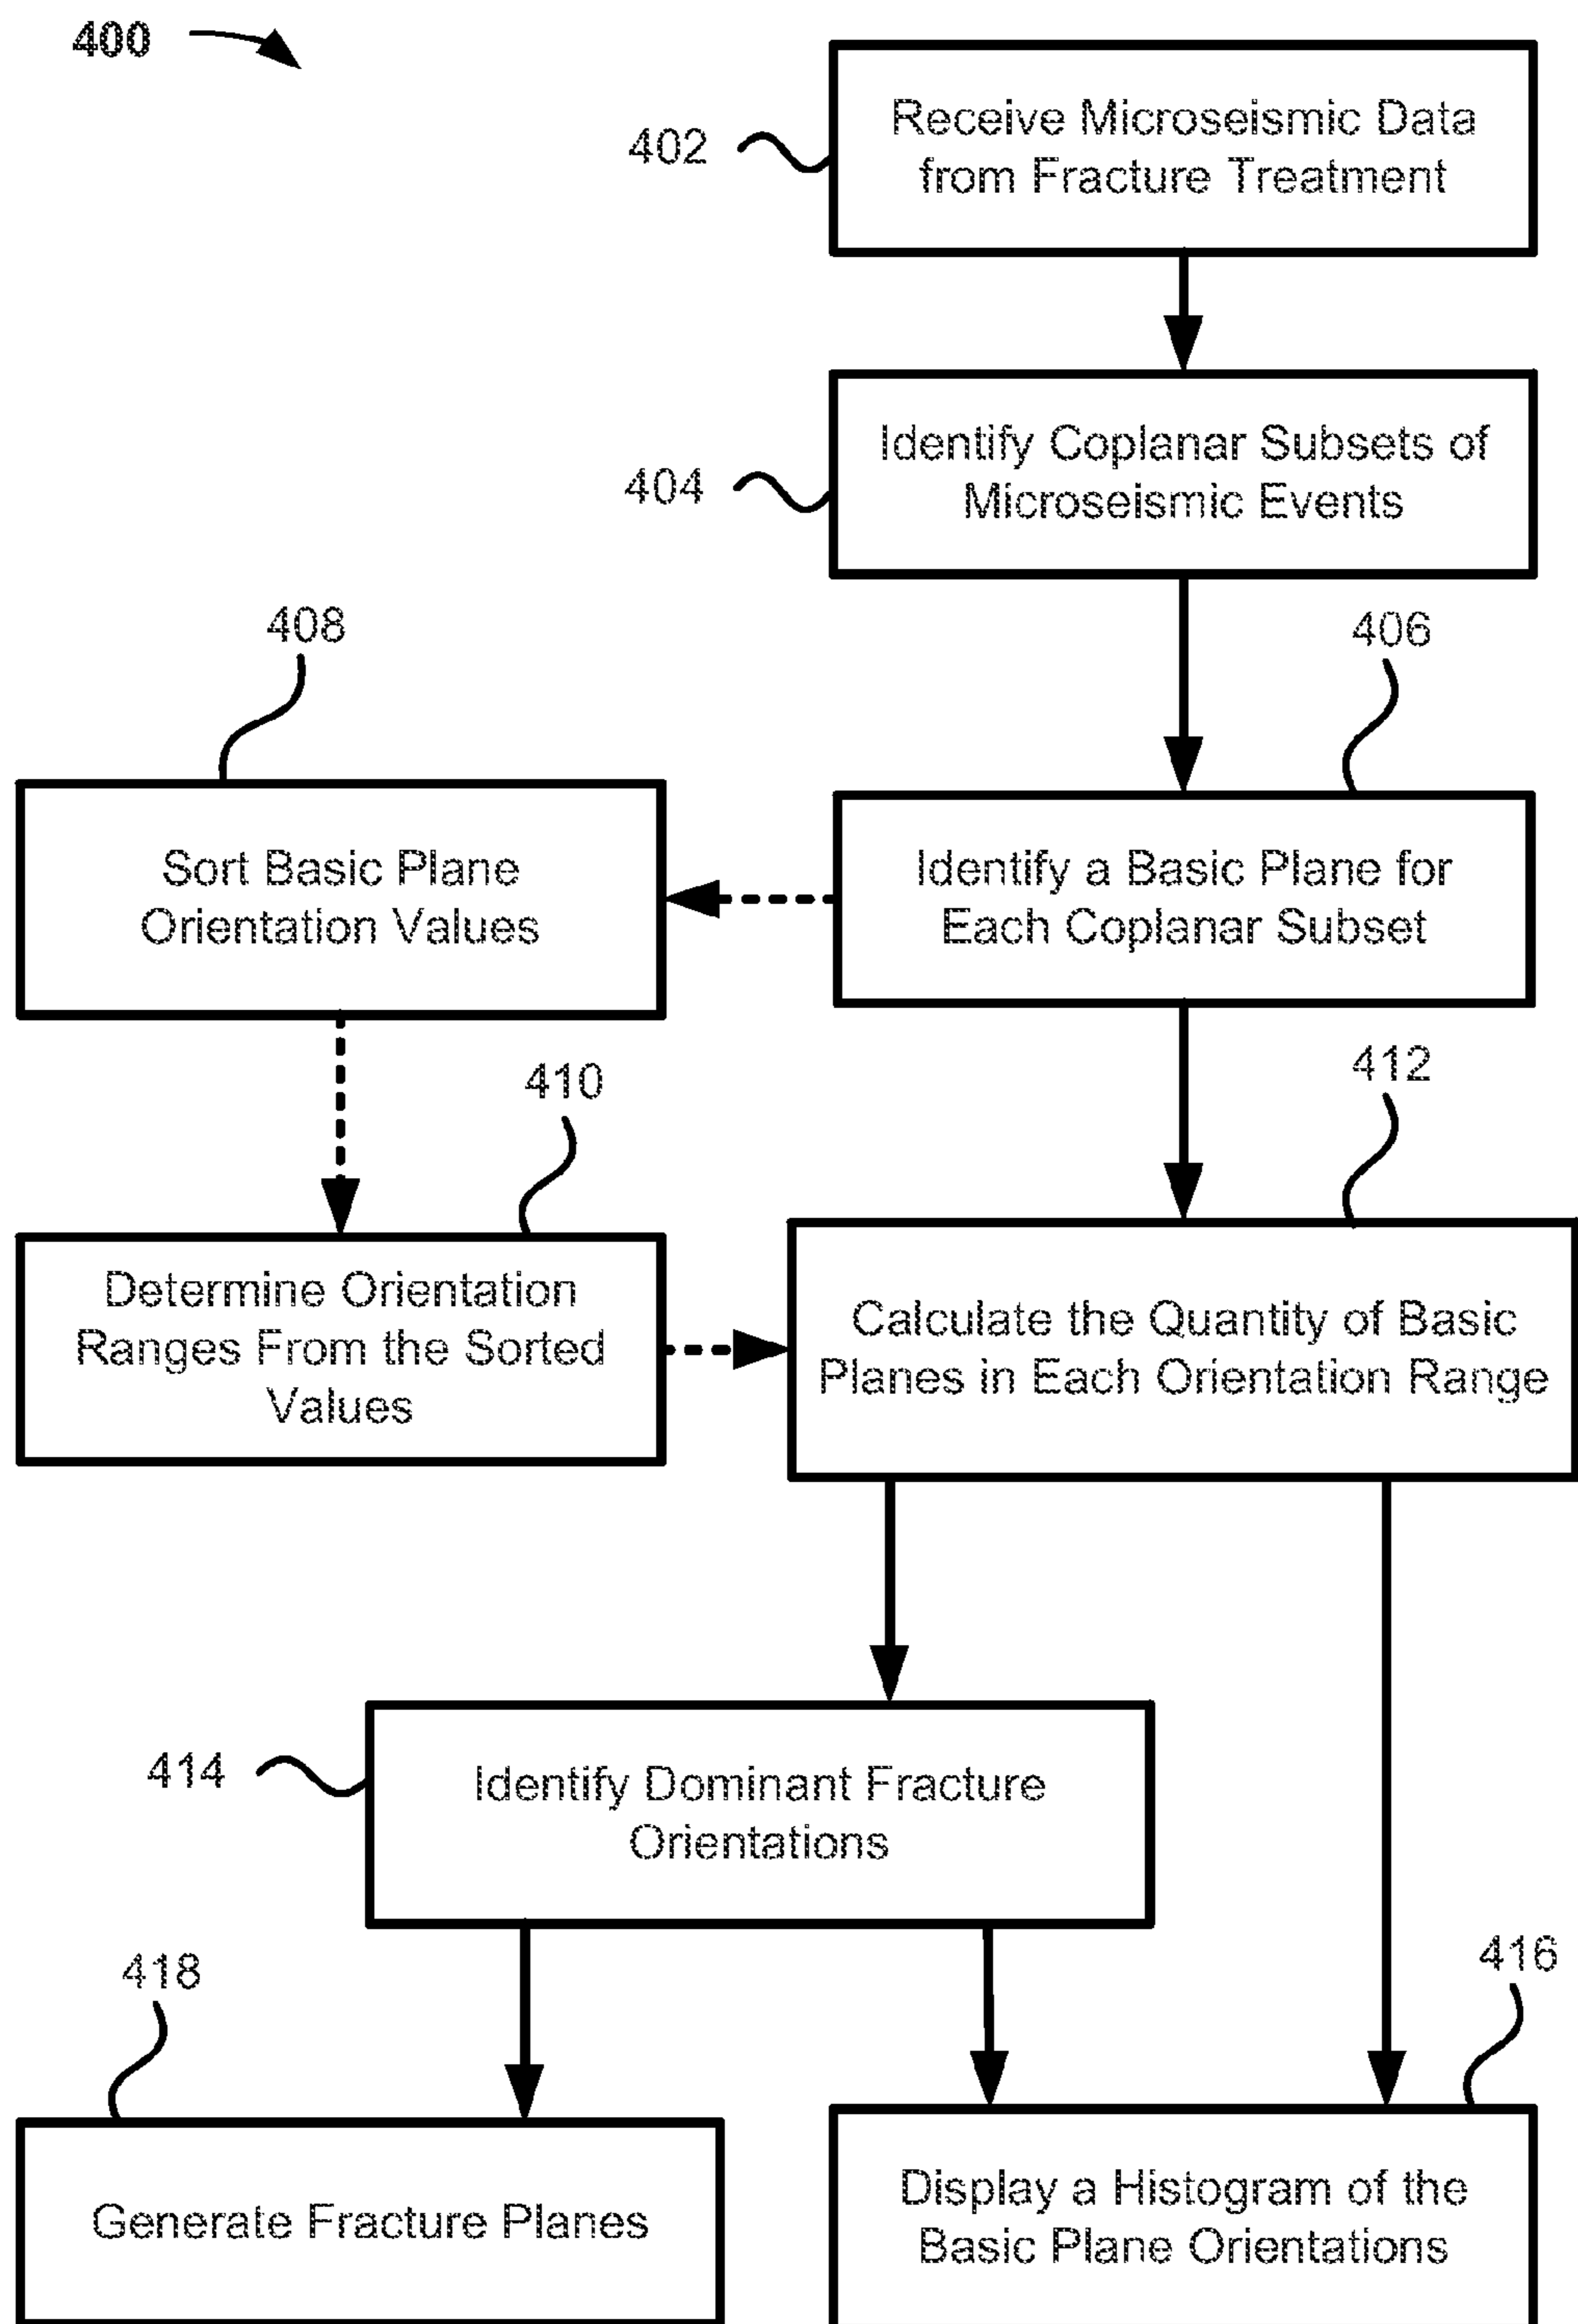 400
402
Receive Microseismic Data
from Fracture Treatment
404
Identify Coplanar Subsets of
Microseismic Events
408
406
Sort Basic Plane
Orientation Values
Identify a Basic Plane for
Each Coplanar Subset
410
412
Determine Orientation
Ranges From the Sorted
Values
Calculate the Quantity of Basic
Planes in Each Orientation Range
414
Identify Dominant Fracture
Orientations
418
416
Generate Fracture Planes
Display a Histogram of the
Basic Plane Orientations